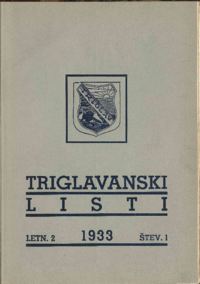 TRIGLAVANSKI
LISTI
LETN. 2 1933 ŠTEV. 1